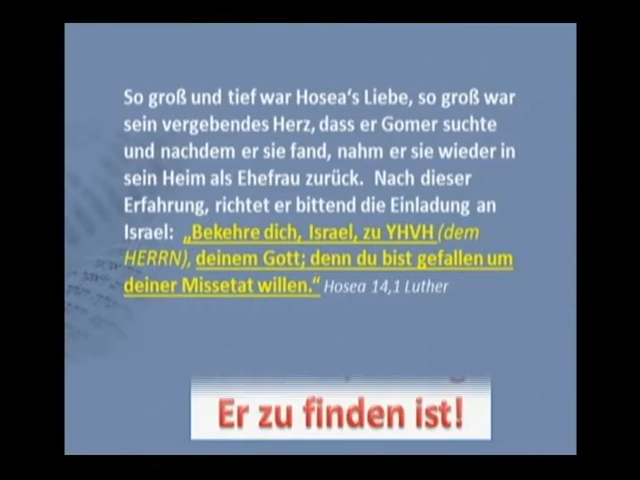 So groß und tief war Hosea‘s Liebe, so groß war
sein vergebendes Herz, dass er Gomer suchte
und nachdem er sie fand, nahm er sie wieder in
sein Heim als Ehefrau zurück. Nach dieser
Erfahrung, richtet er bittend die Einladung an
Israel: „Bekehre dich, Israel, zu YHVH (dem
HERRN), deinem Gott; denn du bist gefallen um
deiner Missetat willen.“ Hosea 14,1 Luther
Er zu finden ist!